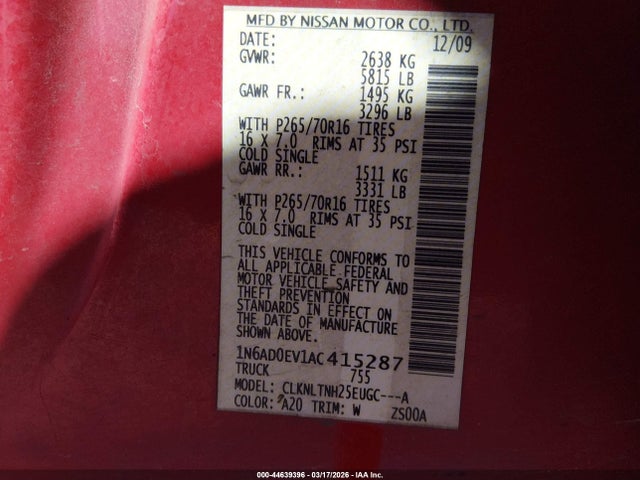 MFD BY NISSAN MOTOR CO., LTD.
DATE: 12/09
GVWR: 2638 KG
5815 LB
GAWR FR.: 1495 KG
3296 LB
WITH P265/70R16 TIRES
16 X 7.0 RIMS AT 35 PSI
COLD SINGLE
GAWR RR.: 1511 KG
3331 LB
WITH P265/70R16 TIRES
16 X 7.0 RIMS AT 35 PSI
COLD SINGLE
THIS VEHICLE CONFORMS TO
ALL APPLICABLE FEDERAL
MOTOR VEHICLE SAFETY AND
THEFT PREVENTION
STANDARDS IN EFFECT ON
THE DATE OF MANUFACTURE
SHOWN ABOVE.
1N6AD0EV1AC415287
TRUCK 755
MODEL: CLKNLTNH25EUGC---A
COLOR: A20 TRIM: W ZS00A
000-44639396 - 03/17/2026 - IAA Inc.